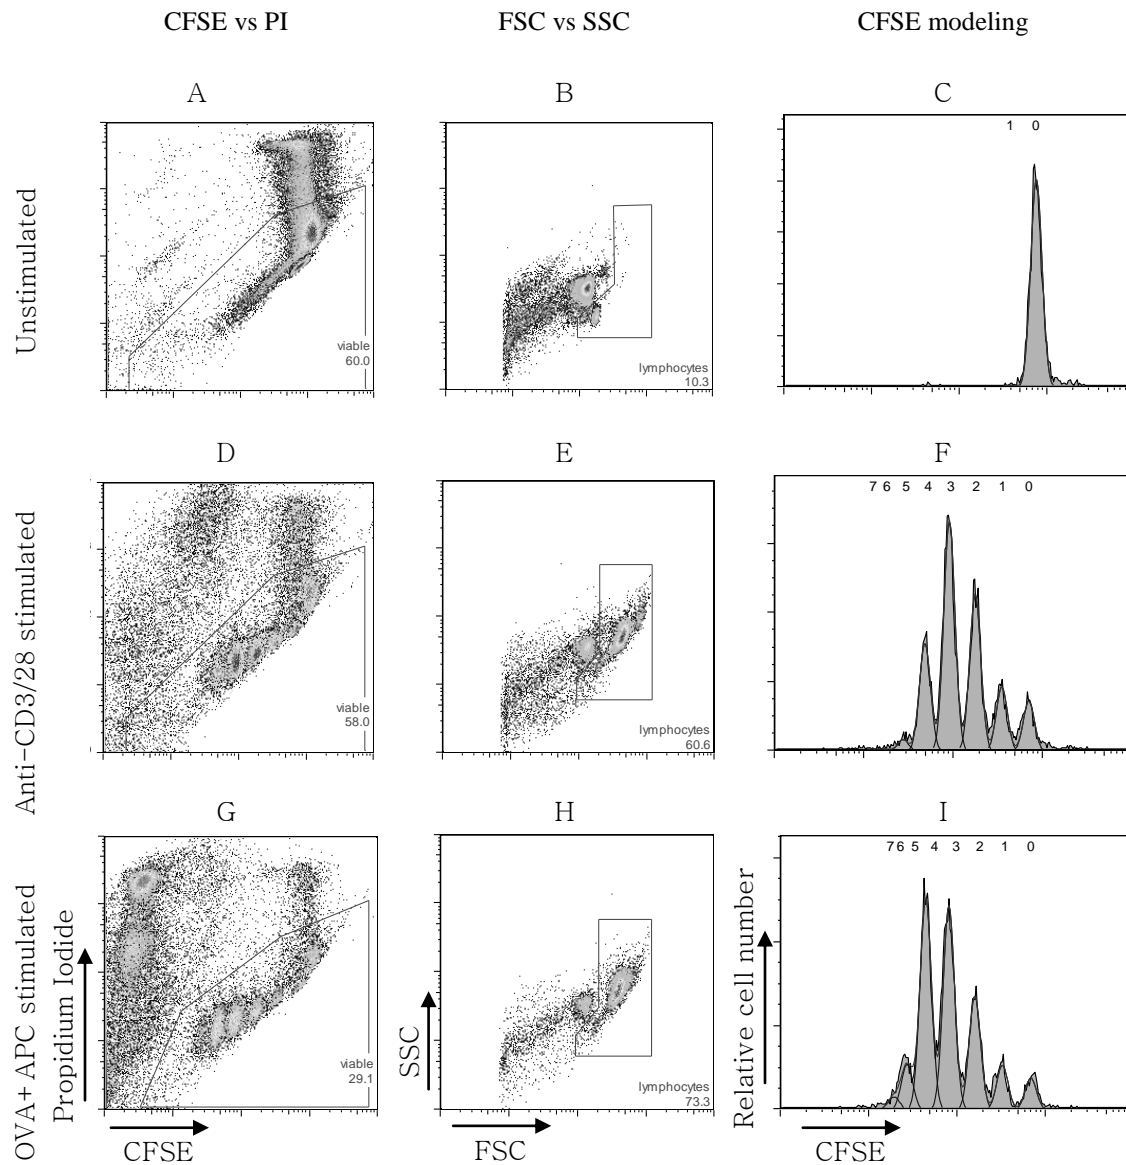 CFSE vs PI
FSC vs SSC
CFSE modeling
A
B
C
Unstimulated
viable
60.0
lymphocytes
10.3
1 0
D
E
F
Anti-CD3/28 stimulated
viable
58.0
lymphocytes
60.6
7 6 5 4 3 2 1 0
G
H
I
OVA+APC stimulated
Propidium Iodide
viable
29.1
CFSE
SSC
lymphocytes
73.3
FSC
Relative cell number
7 6 5 4 3 2 1 0
CFSE